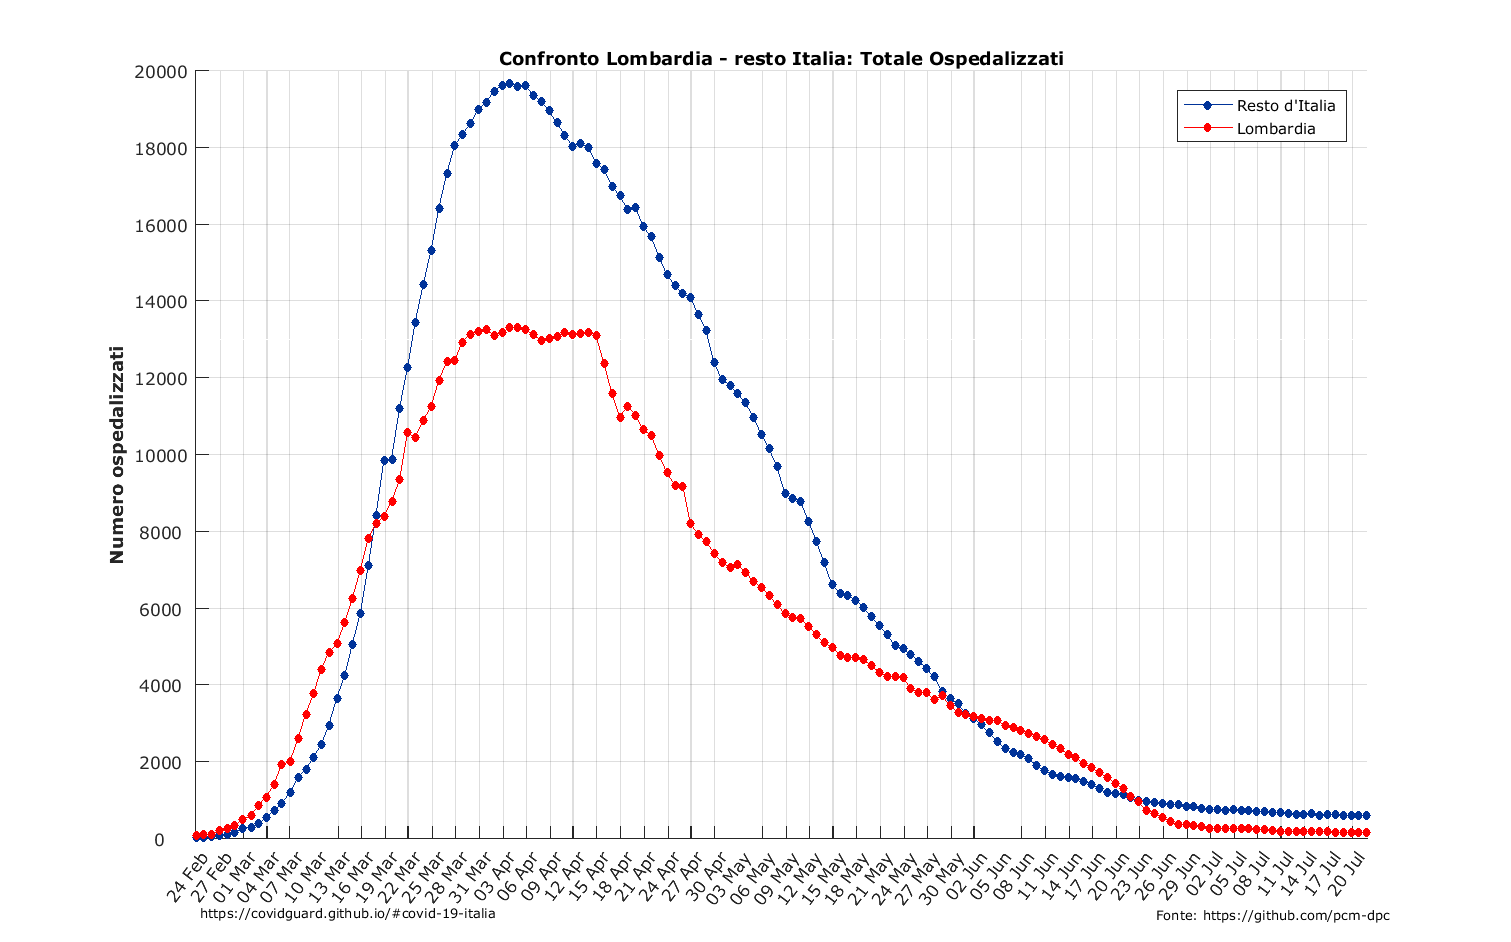 Confronto Lombardia - resto Italia: Totale Ospedalizzati
Resto d'Italia
Lombardia
Numero ospedalizzati
20000
18000
16000
14000
12000
10000
8000
6000
4000
2000
0
24 Feb
27 Feb
01 Mar
04 Mar
07 Mar
10 Mar
13 Mar
16 Mar
19 Mar
22 Mar
25 Mar
28 Mar
31 Mar
03 Apr
06 Apr
09 Apr
12 Apr
15 Apr
18 Apr
21 Apr
24 Apr
27 Apr
30 Apr
03 May
06 May
09 May
12 May
15 May
18 May
21 May
24 May
27 May
30 May
02 Jun
05 Jun
08 Jun
11 Jun
14 Jun
17 Jun
20 Jun
23 Jun
26 Jun
29 Jun
02 Jul
05 Jul
08 Jul
11 Jul
14 Jul
17 Jul
20 Jul
https://covidguard.github.io/#covid-19-italia
Fonte: https://github.com/pcm-dpc